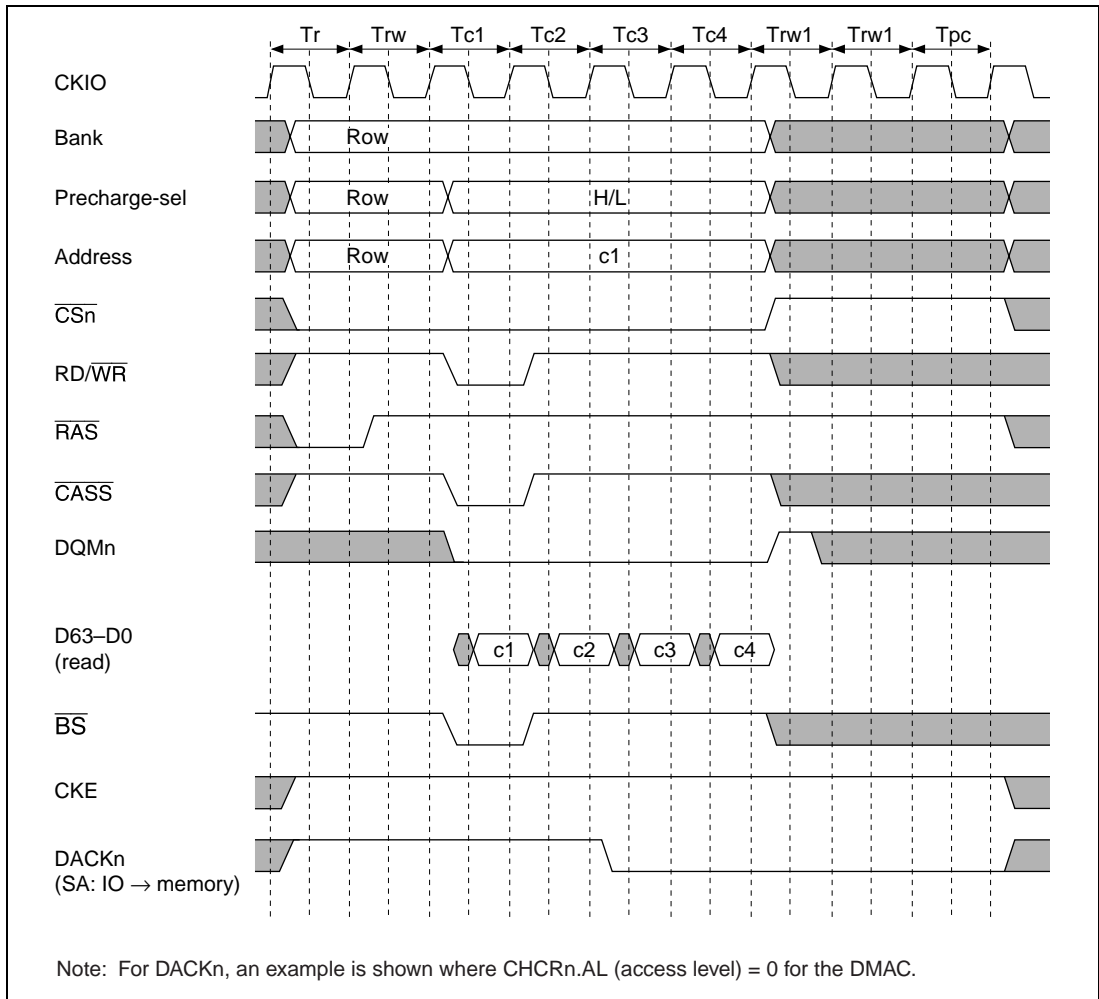 Tr Trw Tc1 Tc2 Tc3 Tc4 Trw1 Trw1 Tpc
CKIO
Bank Row
Precharge-sel Row H/L
Address Row c1
CSn
RD/WR
RAS
CASS
DQMn
D63–D0
(read) c1 c2 c3 c4
BS
CKE
DACKn
(SA: IO → memory)
Note: For DACKn, an example is shown where CHCRn.AL (access level) = 0 for the DMAC.